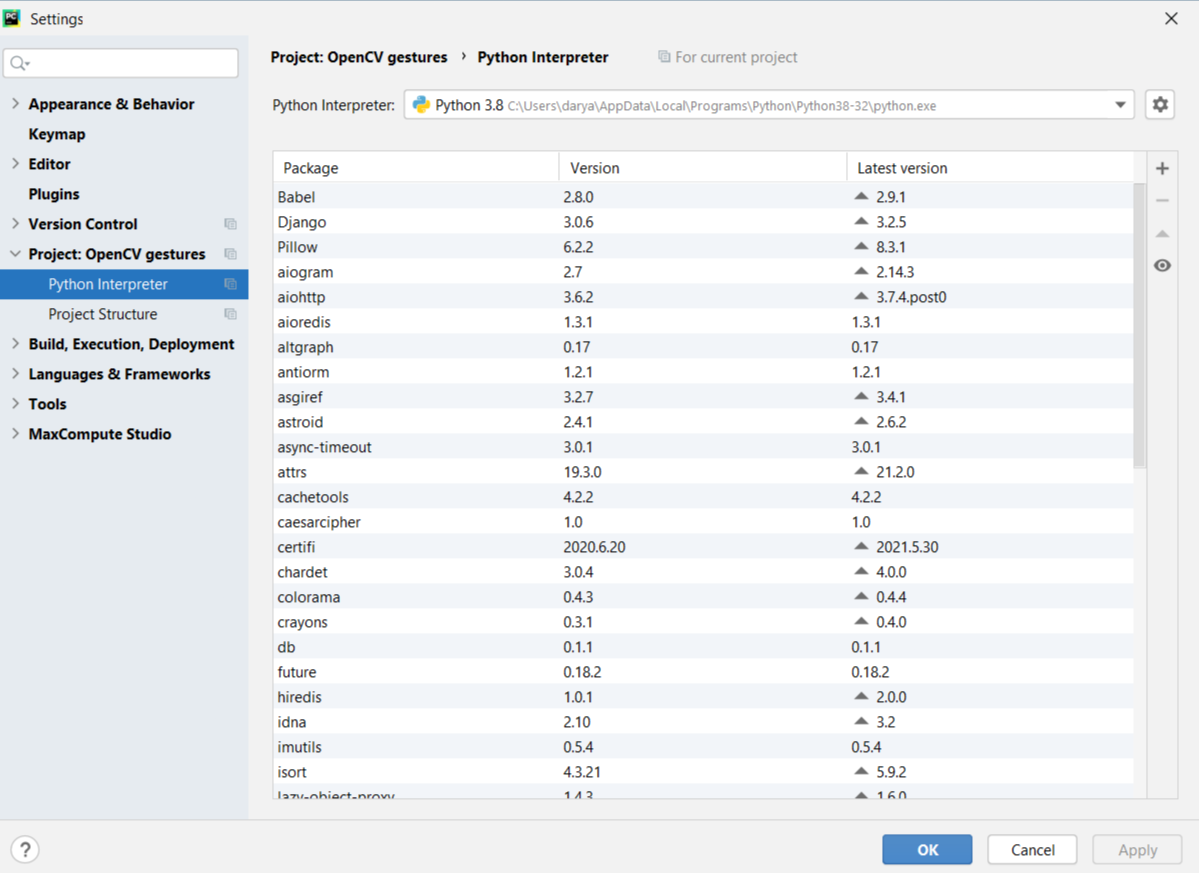 Settings
Project: OpenCV gestures › Python Interpreter For current project
Python Interpreter: Python 3.8 C:\Users\darya\AppData\Local\Programs\Python\Python38-32\python.exe
Appearance & Behavior
Keymap
Editor
Plugins
Version Control
Project: OpenCV gestures
Python Interpreter
Project Structure
Build, Execution, Deployment
Languages & Frameworks
Tools
MaxCompute Studio
Package Version Latest version
Babel 2.8.0 2.9.1
Django 3.0.6 3.2.5
Pillow 6.2.2 8.3.1
aiogram 2.7 2.14.3
aiohttp 3.6.2 3.7.4.post0
aioredis 1.3.1 1.3.1
altgraph 0.17 0.17
antiorm 1.2.1 1.2.1
asgiref 3.2.7 3.4.1
astroid 2.4.1 2.6.2
async-timeout 3.0.1 3.0.1
attrs 19.3.0 21.2.0
cachetools 4.2.2 4.2.2
caesarcipher 1.0 1.0
certifi 2020.6.20 2021.5.30
chardet 3.0.4 4.0.0
colorama 0.4.3 0.4.4
crayons 0.3.1 0.4.0
db 0.1.1 0.1.1
future 0.18.2 0.18.2
hiredis 1.0.1 2.0.0
idna 2.10 3.2
imutils 0.5.4 0.5.4
isort 4.3.21 5.9.2
lazy-object-proxy 1.4.3 1.6.0
? OK Cancel Apply